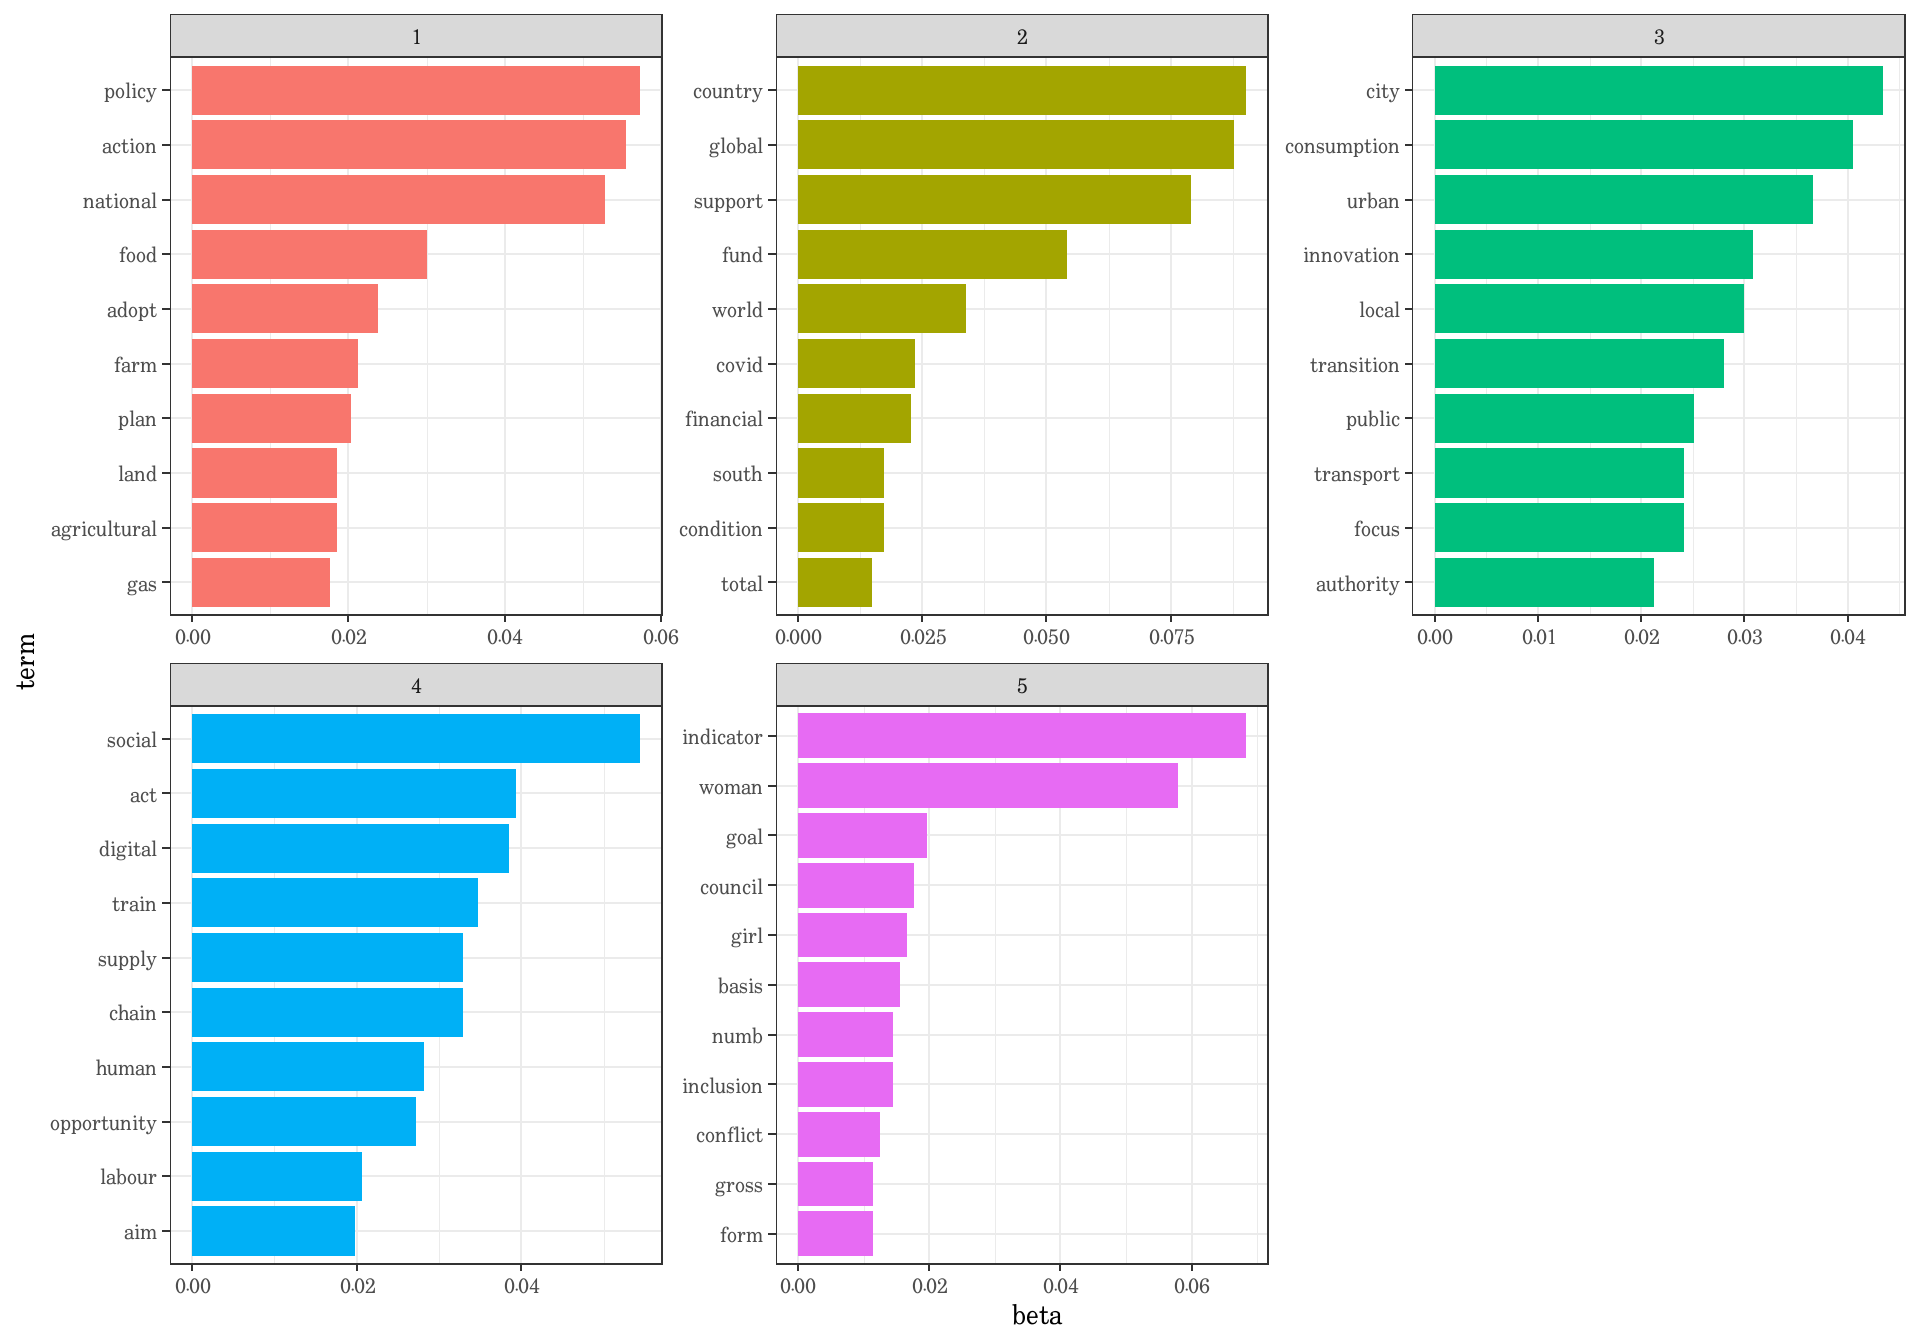 term
1
policy
action
national
food
adopt
farm
plan
land
agricultural
gas
0.00 0.02 0.04 0.06
2
country
global
support
fund
world
covid
financial
south
condition
total
0.000 0.025 0.050 0.075
3
city
consumption
urban
innovation
local
transition
public
transport
focus
authority
0.00 0.01 0.02 0.03 0.04
4
social
act
digital
train
supply
chain
human
opportunity
labour
aim
0.00 0.02 0.04
5
indicator
woman
goal
council
girl
basis
numb
inclusion
conflict
gross
form
0.00 0.02 0.04 0.06
beta